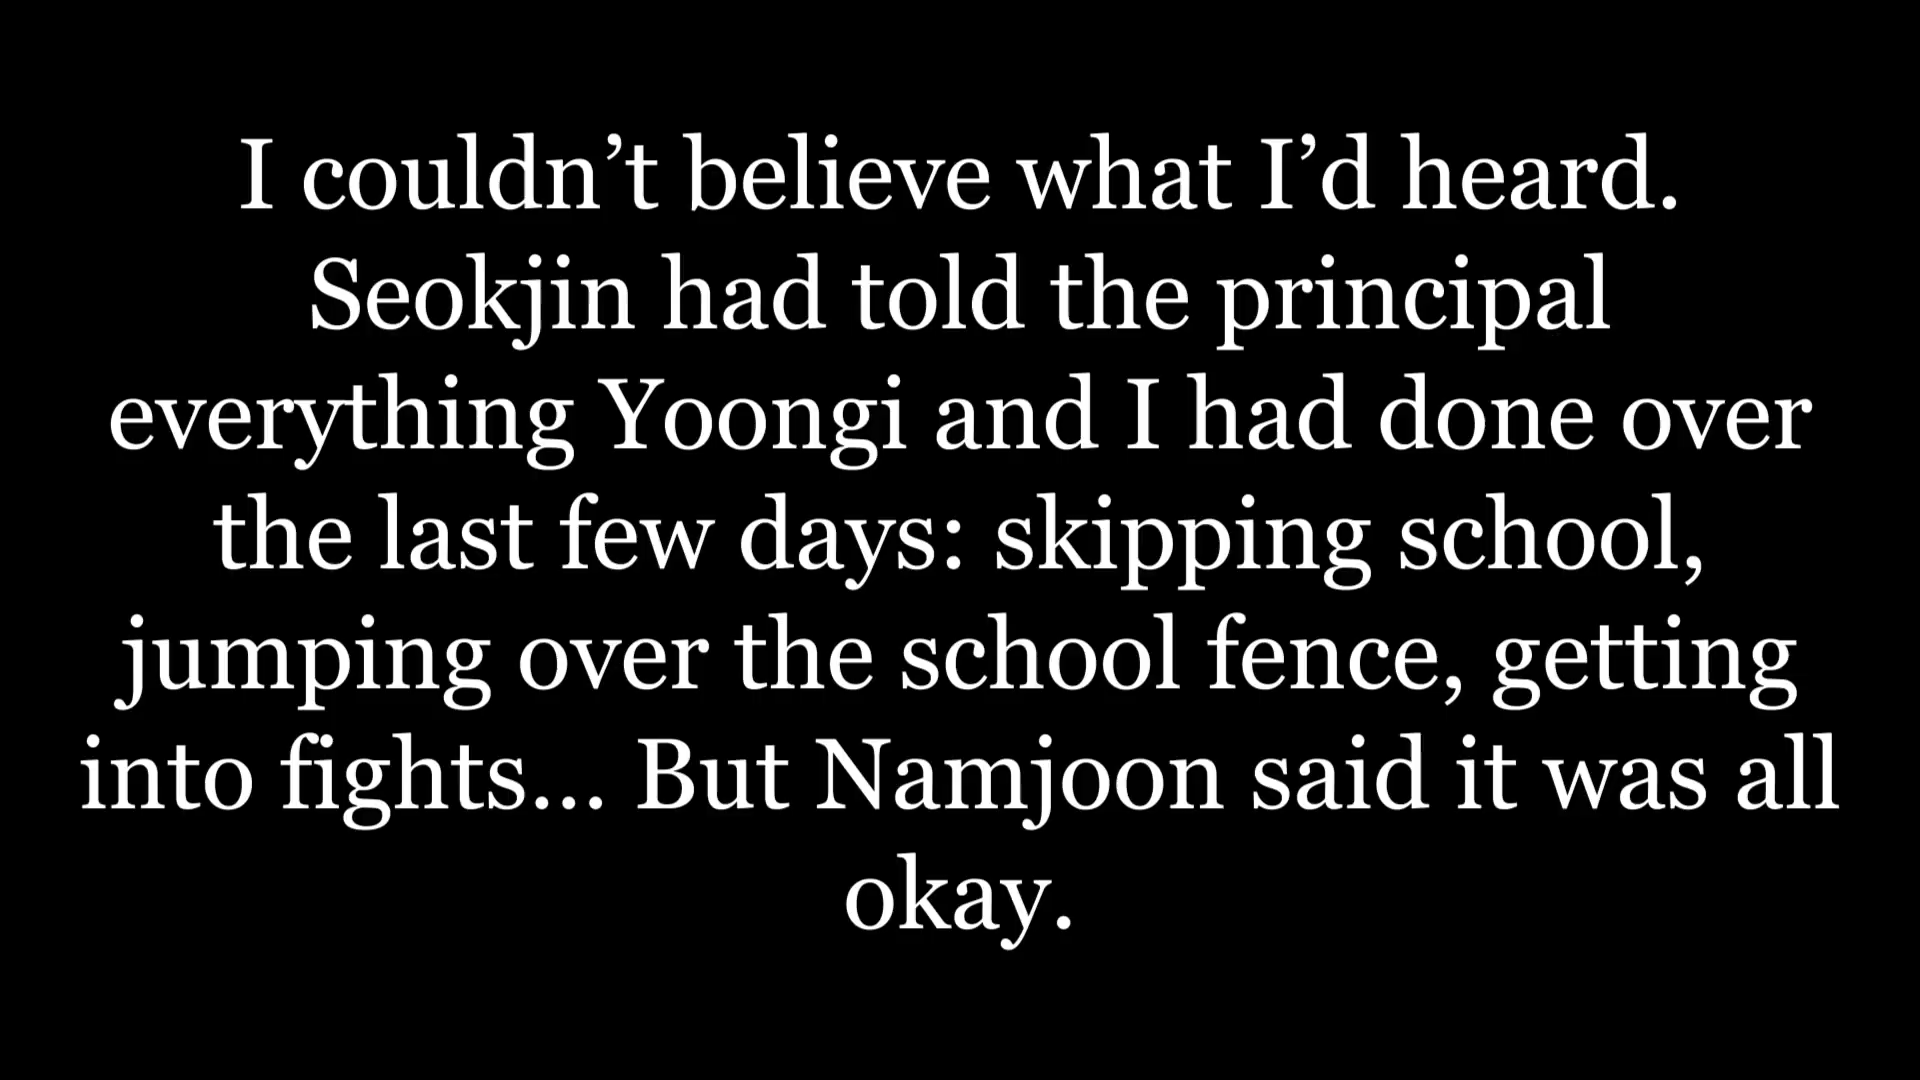 I couldn’t believe what I’d heard.
Seokjin had told the principal
everything Yoongi and I had done over
the last few days: skipping school,
jumping over the school fence, getting
into fights... But Namjoon said it was all
okay.